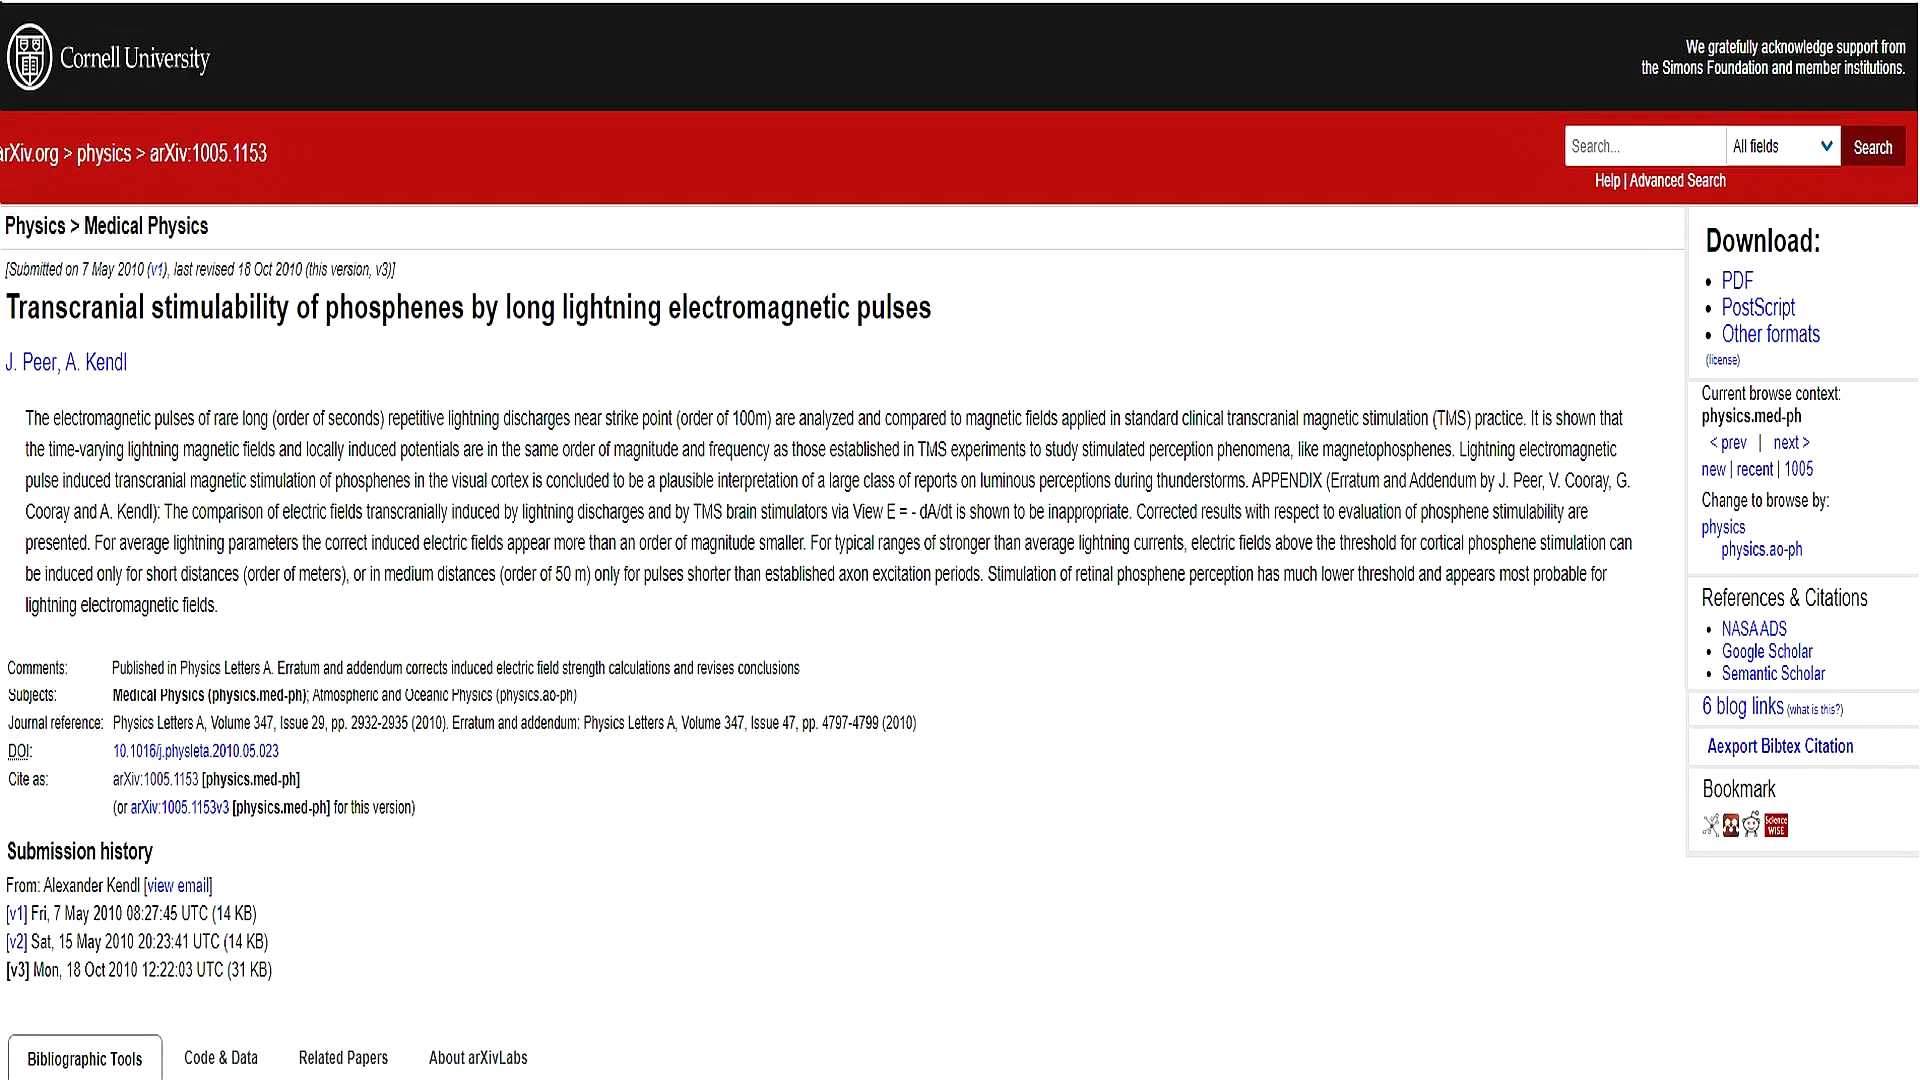 Cornell University
We gratefully acknowledge support from
the Simons Foundation and member institutions.
arXiv.org > physics > arXiv:1005.1153
Search...
All fields
Search
Help | Advanced Search
Physics > Medical Physics
[Submitted on 7 May 2010 (v1), last revised 18 Oct 2010 (this version, v3)]
Transcranial stimulability of phosphenes by long lightning electromagnetic pulses
J. Peer, A. Kendl
The electromagnetic pulses of rare long (order of seconds) repetitive lightning discharges near strike point (order of 100m) are analyzed and compared to magnetic fields applied in standard clinical transcranial magnetic stimulation (TMS) practice. It is shown that
the time-varying lightning magnetic fields and locally induced potentials are in the same order of magnitude and frequency as those established in TMS experiments to study stimulated perception phenomena, like magnetophosphenes. Lightning electromagnetic
pulse induced transcranial magnetic stimulation of phosphenes in the visual cortex is concluded to be a plausible interpretation of a large class of reports on luminous perceptions during thunderstorms. APPENDIX (Erratum and Addendum by J. Peer, V. Cooray, G.
Cooray and A. Kendl): The comparison of electric fields transcranially induced by lightning discharges and by TMS brain stimulators via View E = - dA/dt is shown to be inappropriate. Corrected results with respect to evaluation of phosphene stimulability are
presented. For average lightning parameters the correct induced electric fields appear more than an order of magnitude smaller. For typical ranges of stronger than average lightning currents, electric fields above the threshold for cortical phosphene stimulation can
be induced only for short distances (order of meters), or in medium distances (order of 50 m) only for pulses shorter than established axon excitation periods. Stimulation of retinal phosphene perception has much lower threshold and appears most probable for
lightning electromagnetic fields.
Comments: Published in Physics Letters A. Erratum and addendum corrects induced electric field strength calculations and revises conclusions
Subjects: Medical Physics (physics.med-ph); Atmospheric and Oceanic Physics (physics.ao-ph)
Journal reference: Physics Letters A, Volume 347, Issue 29, pp. 2932-2935 (2010). Erratum and addendum: Physics Letters A, Volume 347, Issue 47, pp. 4797-4799 (2010)
DOI: 10.1016/j.physleta.2010.05.023
Cite as: arXiv:1005.1153 [physics.med-ph]
(or arXiv:1005.1153v3 [physics.med-ph] for this version)
Submission history
From: Alexander Kendl [view email]
[v1] Fri, 7 May 2010 08:27:45 UTC (14 KB)
[v2] Sat, 15 May 2010 20:23:41 UTC (14 KB)
[v3] Mon, 18 Oct 2010 12:22:03 UTC (31 KB)
Bibliographic Tools
Code & Data
Related Papers
About arXivLabs
Download:
PDF
PostScript
Other formats
(license)
Current browse context:
physics.med-ph
< prev | next >
new | recent | 1005
Change to browse by:
physics
physics.ao-ph
References & Citations
NASA ADS
Google Scholar
Semantic Scholar
6 blog links (what is this?)
Aexport Bibtex Citation
Bookmark
Science
WISE